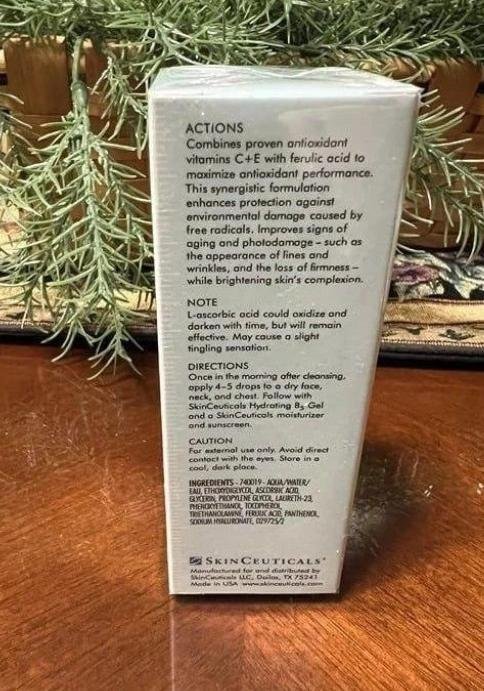 ACTIONS
Combines proven antioxidant
vitamins C+E with ferulic acid to
maximize antioxidant performance.
This synergistic formulation
enhances protection against
environmental damage caused by
free radicals. Improves signs of
aging and photodamage – such as
the appearance of lines and
wrinkles, and the loss of firmness –
while brightening skin's complexion.
NOTE
L-ascorbic acid could oxidize and
darken with time, but will remain
effective. May cause a slight
tingling sensation.
DIRECTIONS
Once in the morning after cleansing,
apply 4–5 drops to a dry face,
neck, and chest. Follow with
SkinCeuticals Hydrating B5 Gel
and a SkinCeuticals moisturizer
and sunscreen.
CAUTION
For external use only. Avoid direct
contact with the eyes. Store in a
cool, dark place.
INGREDIENTS - 740019 - AQUA/WATER/
EAU, ETHOXYDIGLYCOL, ASCORBIC ACID,
GLYCERIN, PROPYLENE GLYCOL, LAURETH-23,
PHENOXYETHANOL, TOCOPHEROL,
TRIETHANOLAMINE, FERULIC ACID, PANTHENOL,
SODIUM HYALURONATE, D29725/2
SKINCEUTICALS
Manufactured for and distributed by
SkinCeuticals LLC, Dallas, TX 75241
Made in USA www.skinceuticals.com